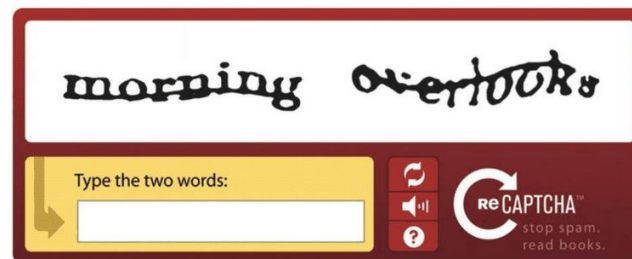 morning overlooks
Type the two words:
reCAPTCHA™
stop spam.
read books.
?